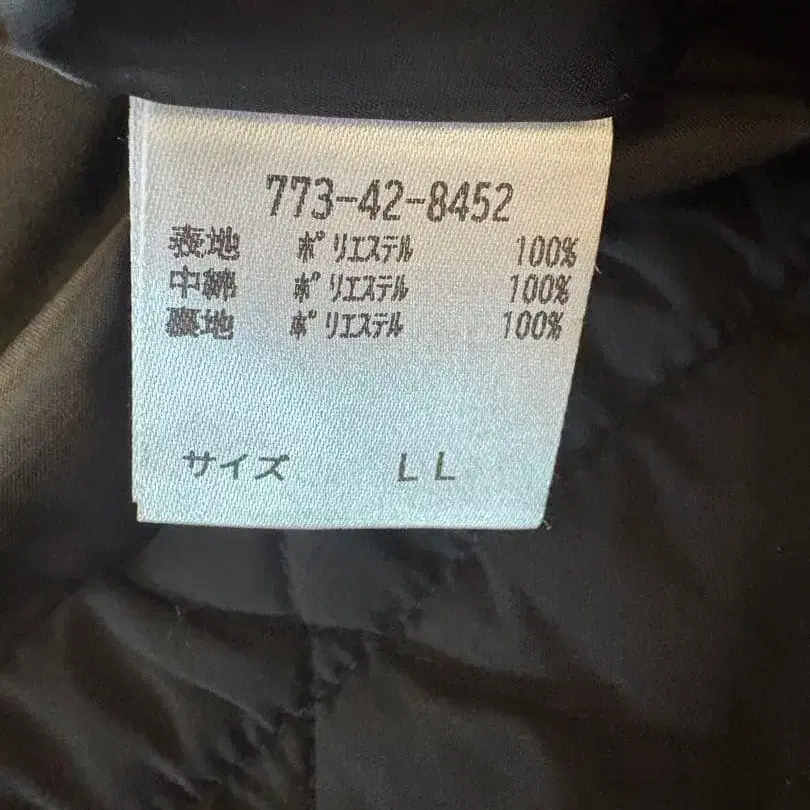 773-42-8452
表地 ポリエステル 100%
中綿 ポリエステル 100%
裏地 ポリエステル 100%
サイズ LL